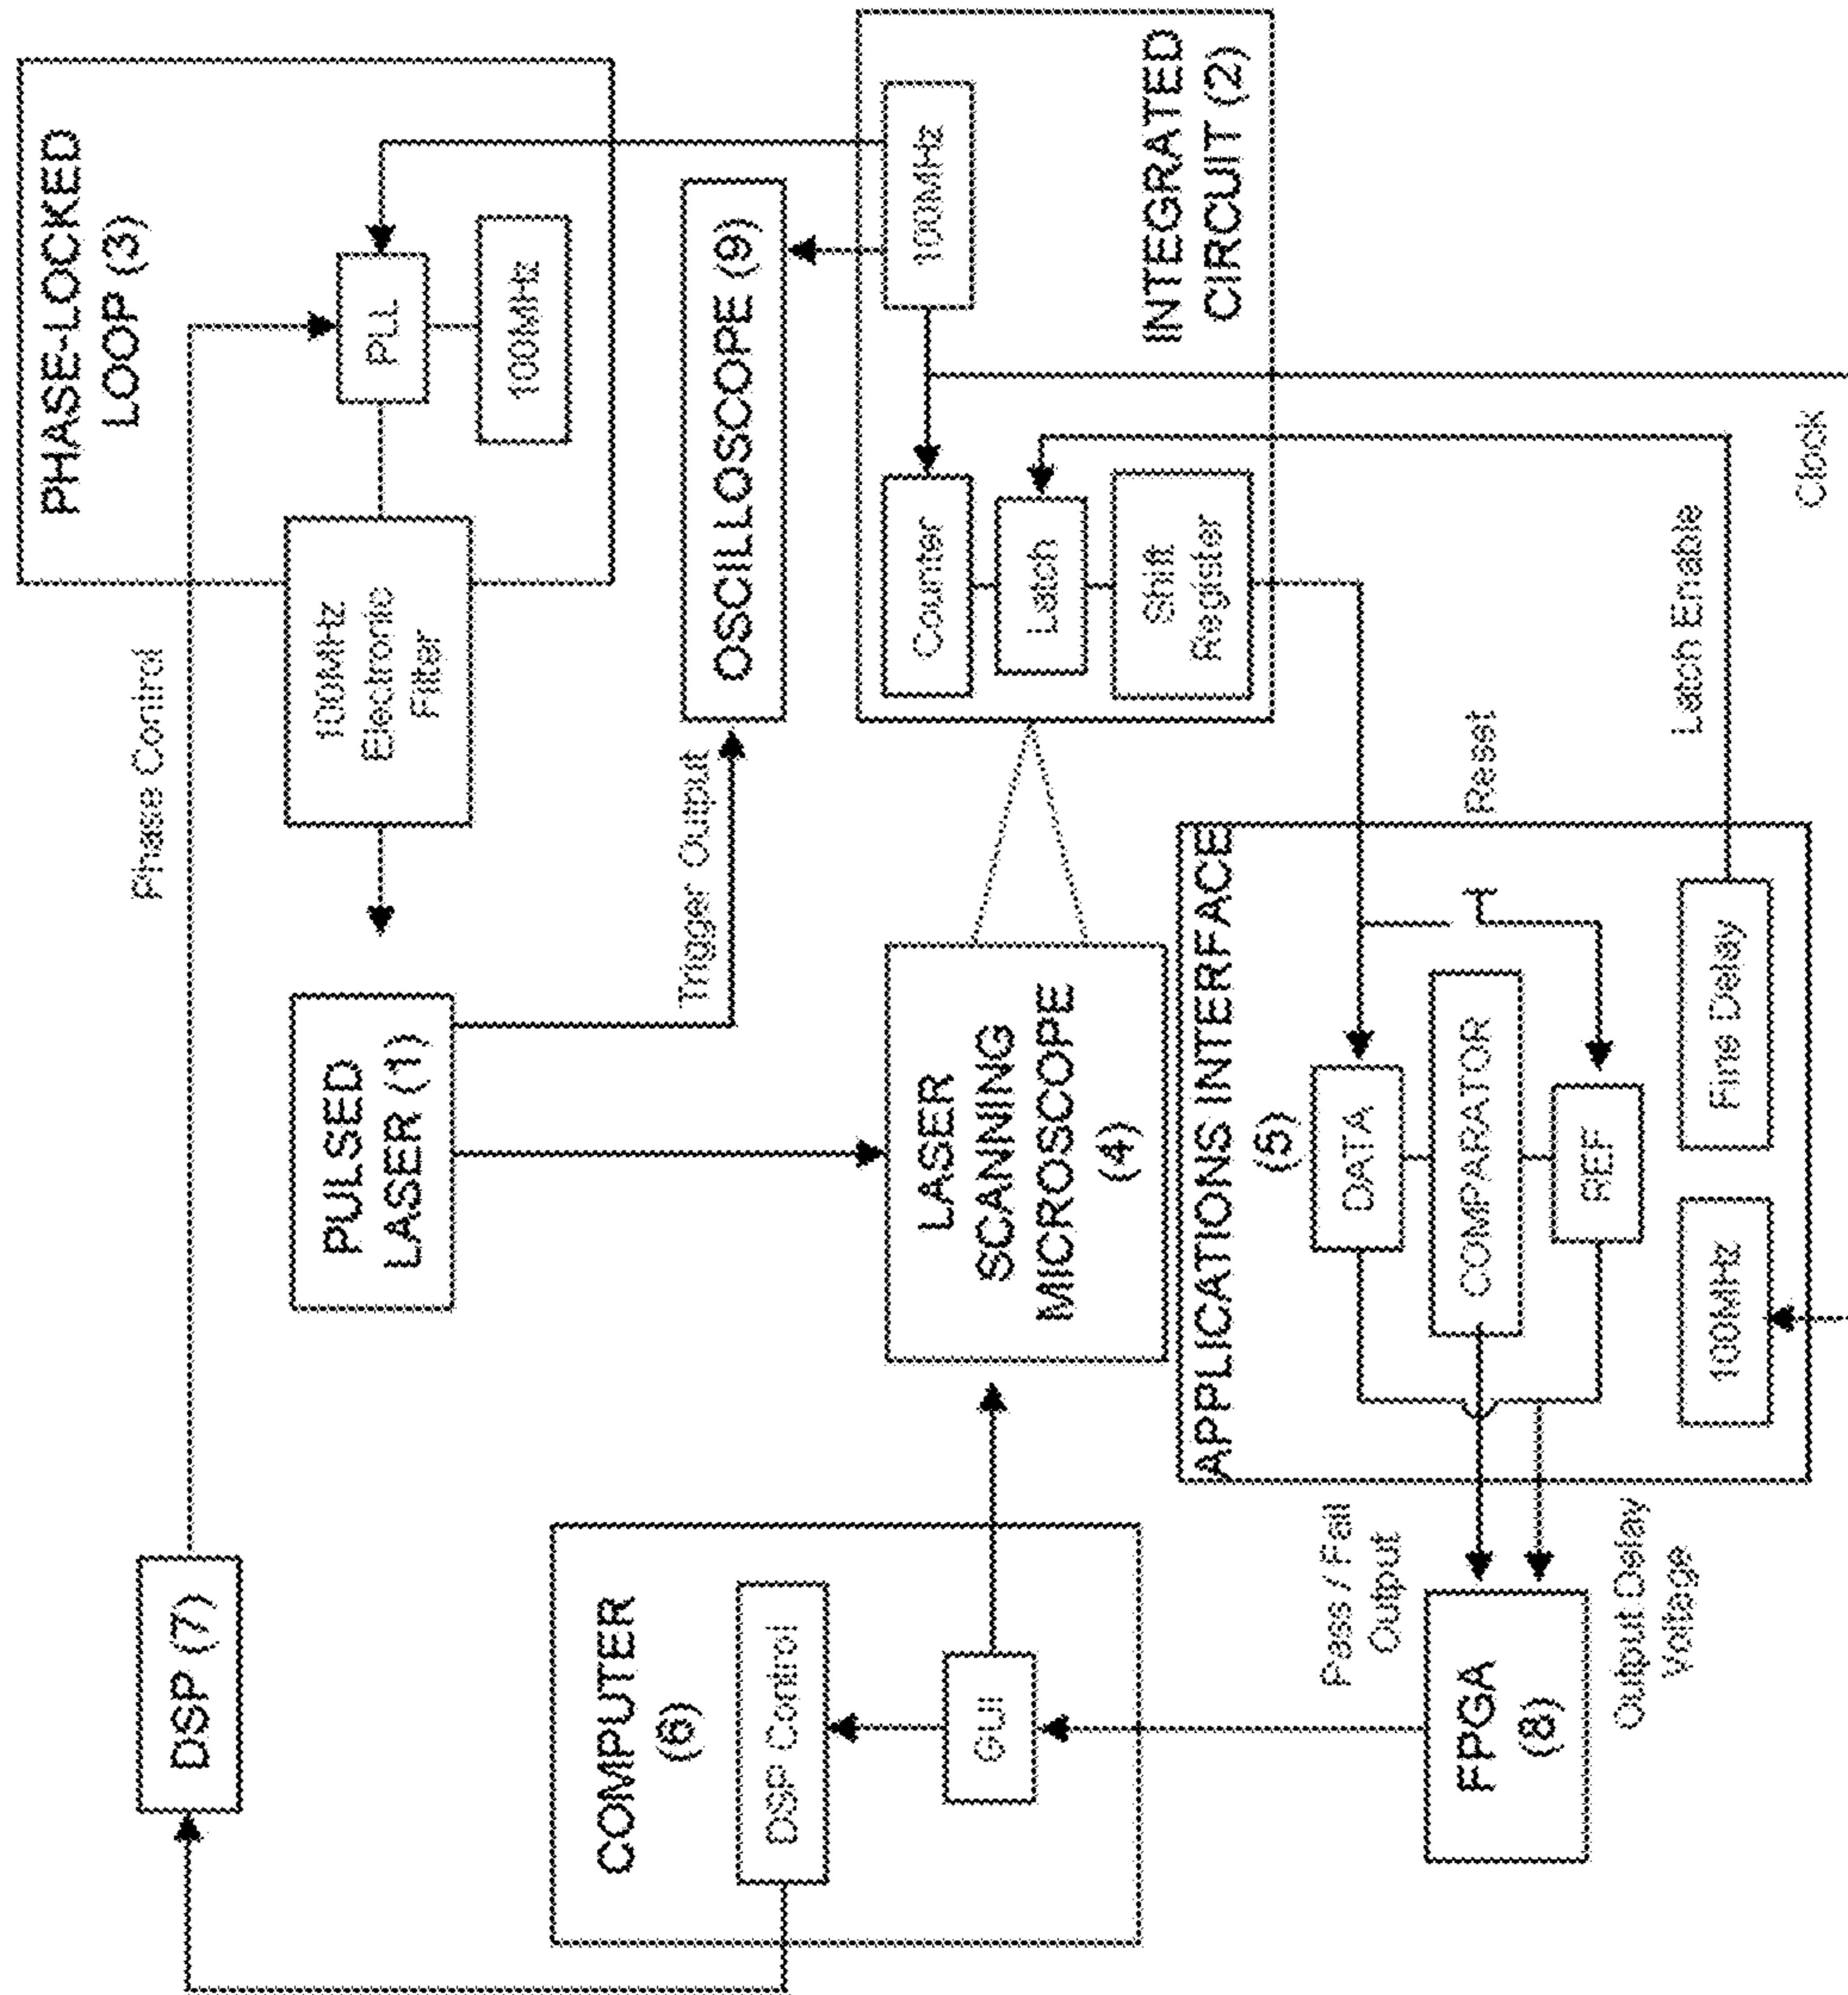 DSP (7)
Phase Control
PHASE-LOCKED
LOOP (3)
PLL
100MHz
100MHz
Electronic
Filter
PULSED
LASER (1)
Trigger Output
OSCILLOSCOPE (9)
COMPUTER
(6)
DSP Control
GUI
LASER
SCANNING
MICROSCOPE
(4)
100MHz
Counter
Latch
Shift
Register
INTEGRATED
CIRCUIT (2)
APPLICATIONS INTERFACE
(5)
DATA
COMPARATOR
REF
100MHz
Fine Delay
Reset
Latch Enable
Clock
Pass / Fail
Output
FPGA
(8)
Output Delay
Voltage